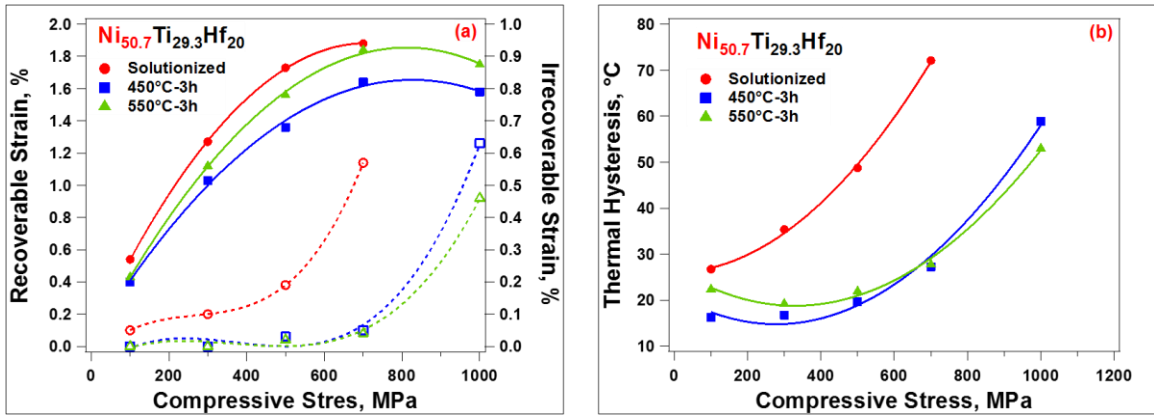 (a)
Ni50.7Ti29.3Hf20
Solutionized
450°C-3h
550°C-3h
Recoverable Strain, %
2.0
1.8
1.6
1.4
1.2
1.0
0.8
0.6
0.4
0.2
0.0
Irrecoverable Strain, %
1.0
0.9
0.8
0.7
0.6
0.5
0.4
0.3
0.2
0.1
0.0
0 200 400 600 800 1000
Compressive Stres, MPa
(b)
Ni50.7Ti29.3Hf20
Solutionized
450°C-3h
550°C-3h
Thermal Hysteresis, °C
80
70
60
50
40
30
20
10
0 200 400 600 800 1000 1200
Compressive Stress, MPa